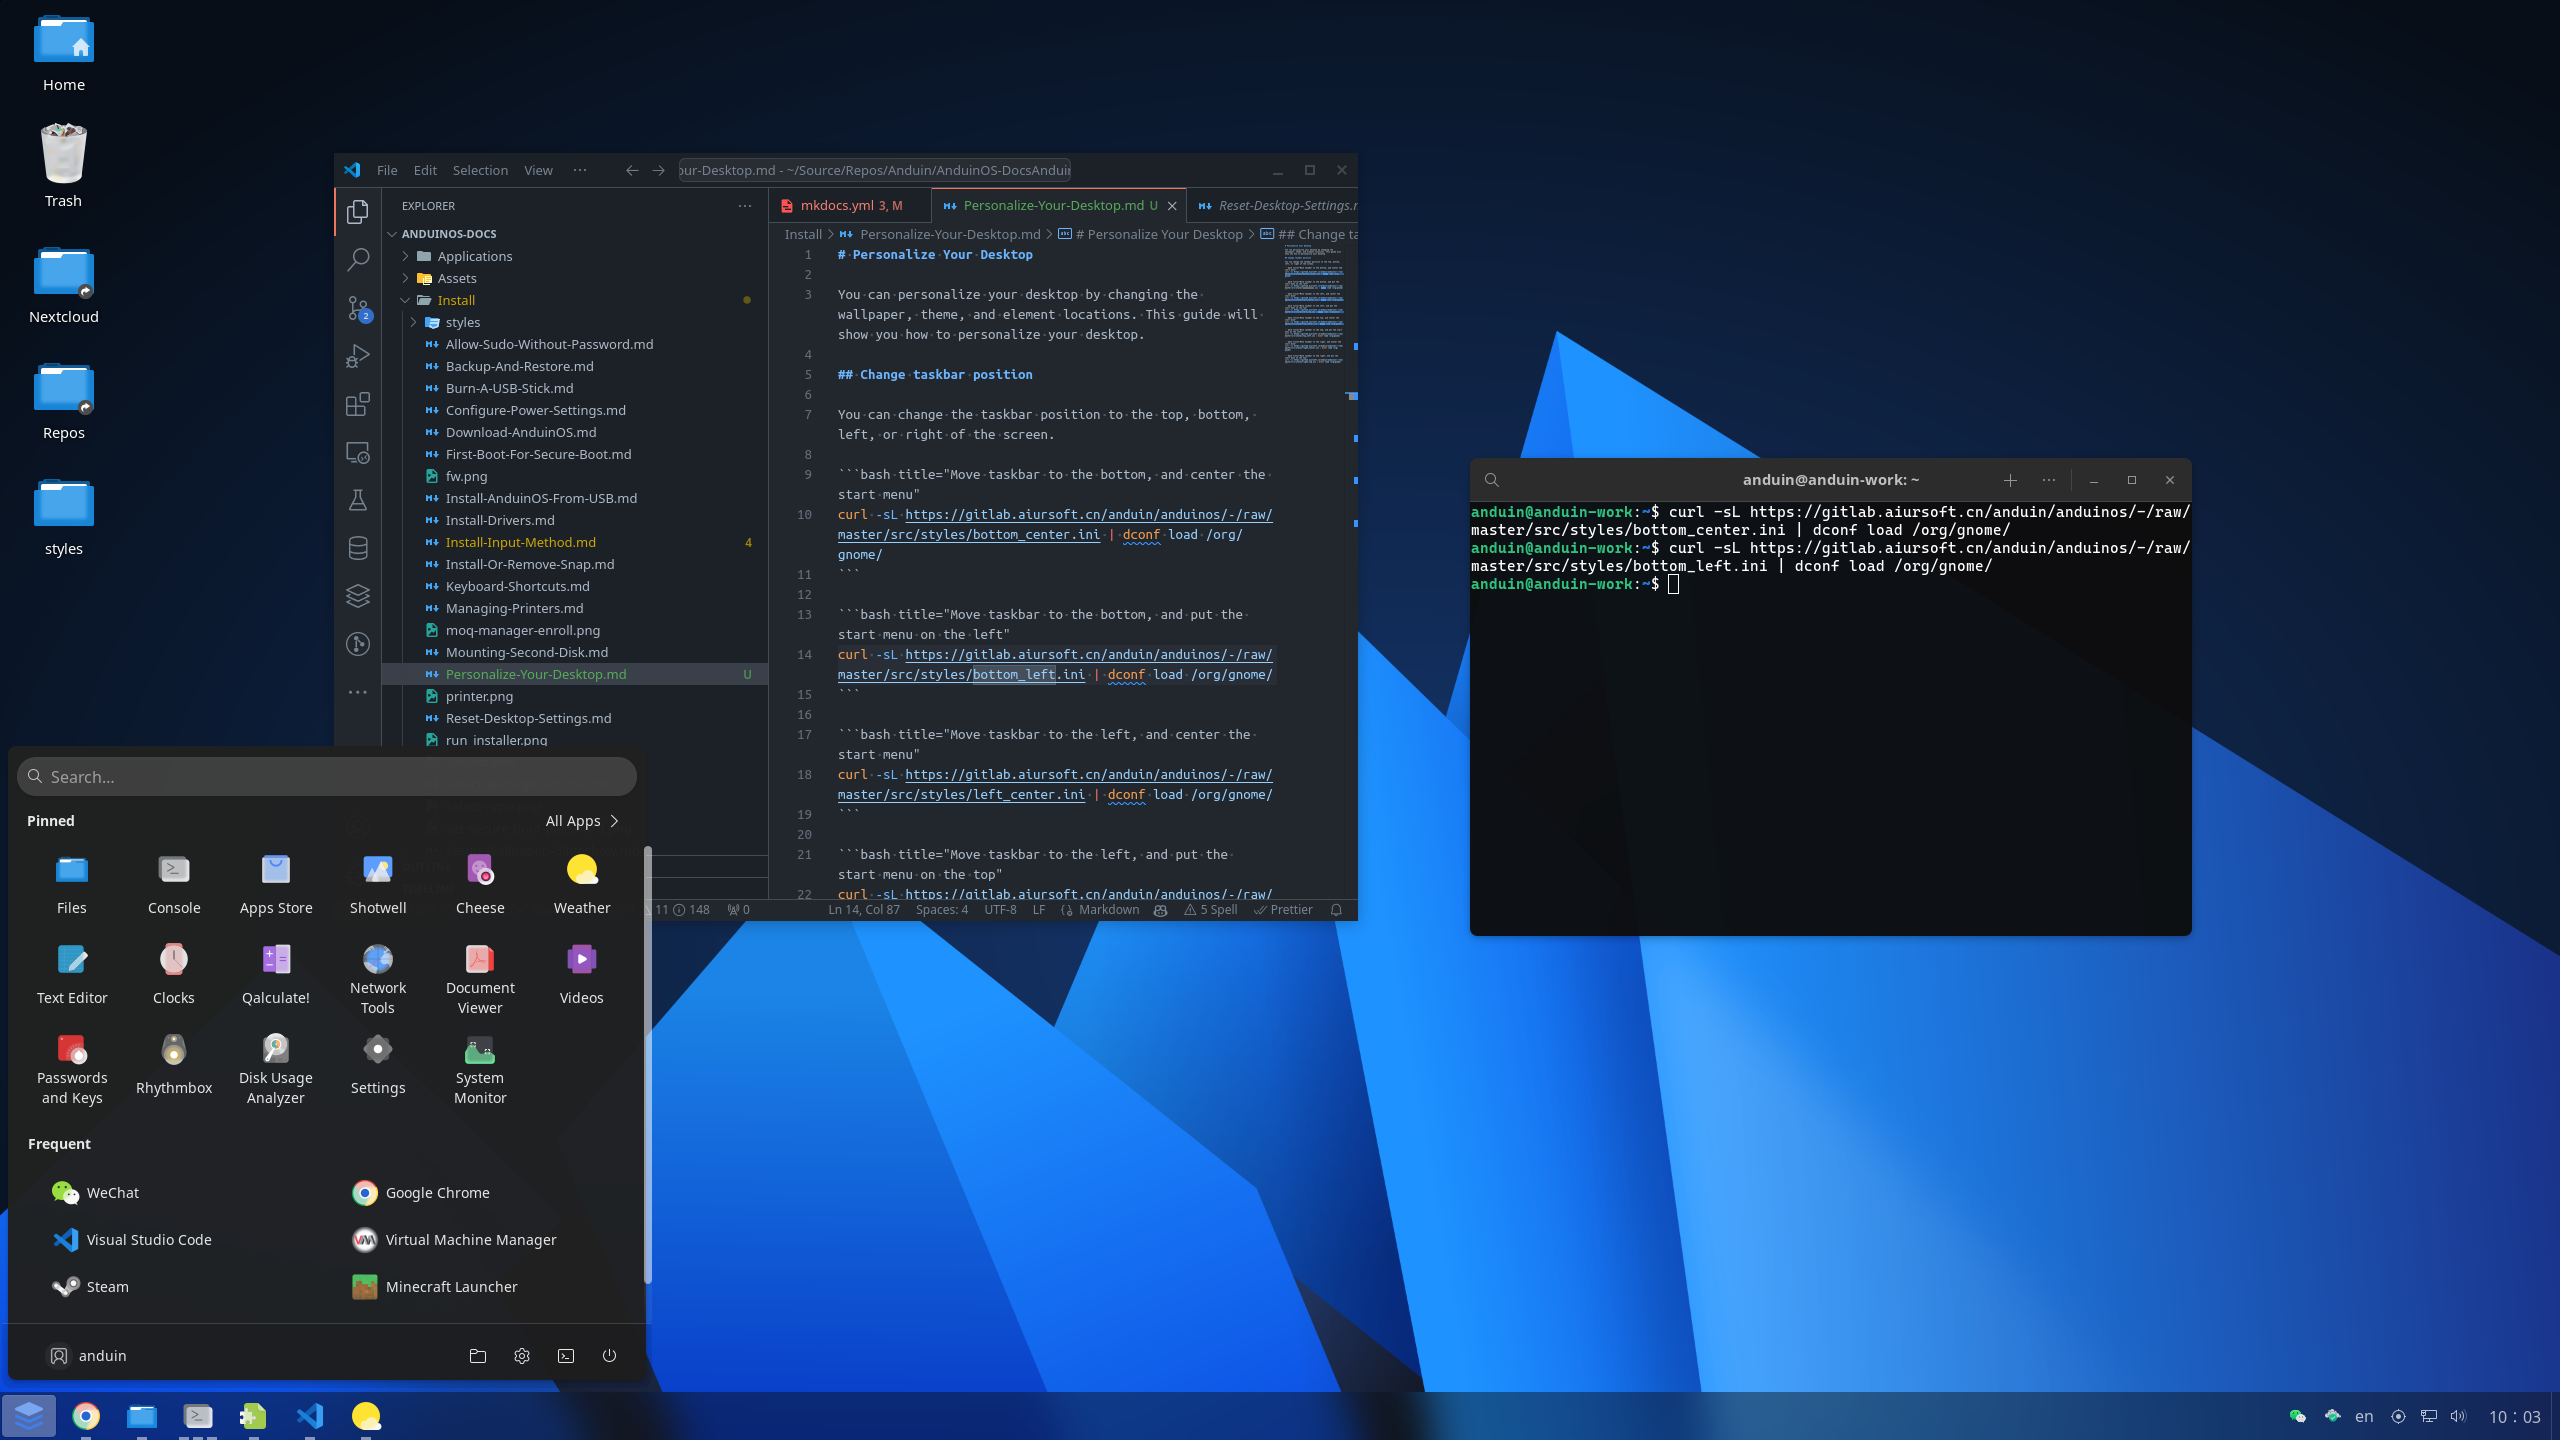 Home
Trash
Nextcloud
Repos
styles
File Edit Selection View ···
our-Desktop.md - ~/Source/Repos/Anduin/AnduinOS-DocsAndui
EXPLORER ···
ANDUINOS-DOCS
Applications
Assets
Install
styles
Allow-Sudo-Without-Password.md
Backup-And-Restore.md
Burn-A-USB-Stick.md
Configure-Power-Settings.md
Download-AnduinOS.md
First-Boot-For-Secure-Boot.md
fw.png
Install-AnduinOS-From-USB.md
Install-Drivers.md
Install-Input-Method.md 4
Install-Or-Remove-Snap.md
Keyboard-Shortcuts.md
Managing-Printers.md
moq-manager-enroll.png
Mounting-Second-Disk.md
Personalize-Your-Desktop.md U
printer.png
Reset-Desktop-Settings.md
run_installer.png
2
mkdocs.yml 3, M
Personalize-Your-Desktop.md U
Reset-Desktop-Settings.
Install > Personalize-Your-Desktop.md > # Personalize Your Desktop > ## Change ta
1 # Personalize Your Desktop
2
3 You can personalize your desktop by changing the
wallpaper, theme, and element locations. This guide will
show you how to personalize your desktop.
4
5 ## Change taskbar position
6
7 You can change the taskbar position to the top, bottom,
left, or right of the screen.
8
9 ```bash title="Move taskbar to the bottom, and center the
start menu"
10 curl -sL https://gitlab.aiursoft.cn/anduin/anduinos/-/raw/
master/src/styles/bottom_center.ini | dconf load /org/
gnome/
11 ```
12
13 ```bash title="Move taskbar to the bottom, and put the
start menu on the left"
14 curl -sL https://gitlab.aiursoft.cn/anduin/anduinos/-/raw/
master/src/styles/bottom_left.ini | dconf load /org/gnome/
15 ```
16
17 ```bash title="Move taskbar to the left, and center the
start menu"
18 curl -sL https://gitlab.aiursoft.cn/anduin/anduinos/-/raw/
master/src/styles/left_center.ini | dconf load /org/gnome/
19 ```
20
21 ```bash title="Move taskbar to the left, and put the
start menu on the top"
22 curl -sL https://gitlab.aiursoft.cn/anduin/anduinos/-/raw/
11 148 0 Ln 14, Col 87 Spaces: 4 UTF-8 LF Markdown 5 Spell Prettier
anduin@anduin-work: ~
anduin@anduin-work:~$ curl -sL https://gitlab.aiursoft.cn/anduin/anduinos/-/raw/
master/src/styles/bottom_center.ini | dconf load /org/gnome/
anduin@anduin-work:~$ curl -sL https://gitlab.aiursoft.cn/anduin/anduinos/-/raw/
master/src/styles/bottom_left.ini | dconf load /org/gnome/
anduin@anduin-work:~$
Search...
Pinned All Apps
Files Console Apps Store Shotwell Cheese Weather
Text Editor Clocks Qalculate! Network Tools Document Viewer Videos
Passwords and Keys Rhythmbox Disk Usage Analyzer Settings System Monitor
Frequent
WeChat Google Chrome
Visual Studio Code Virtual Machine Manager
Steam Minecraft Launcher
anduin
en 10 : 03